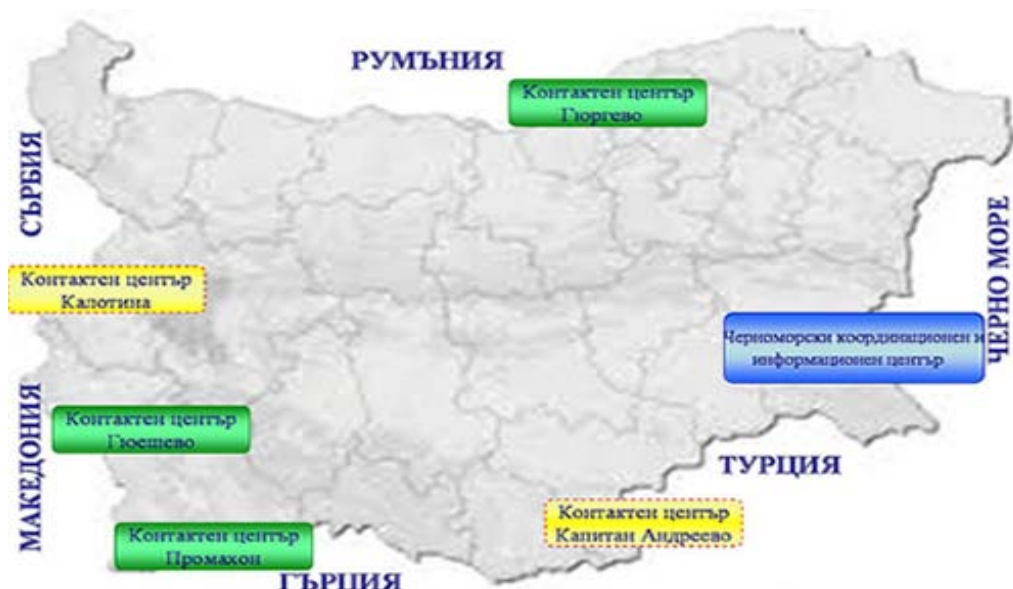 РУМЪНИЯ
Контактен център
Гюргево
СЪРБИЯ
ЧЕРНО МОРЕ
Контактен център
Калотина
Черноморски координационен и
информационен център
МАКЕДОНИЯ
Контактен център
Гюешево
ТУРЦИЯ
Контактен център
Капитан Андреево
Контактен център
Промахон
ГЪРЦИЯ